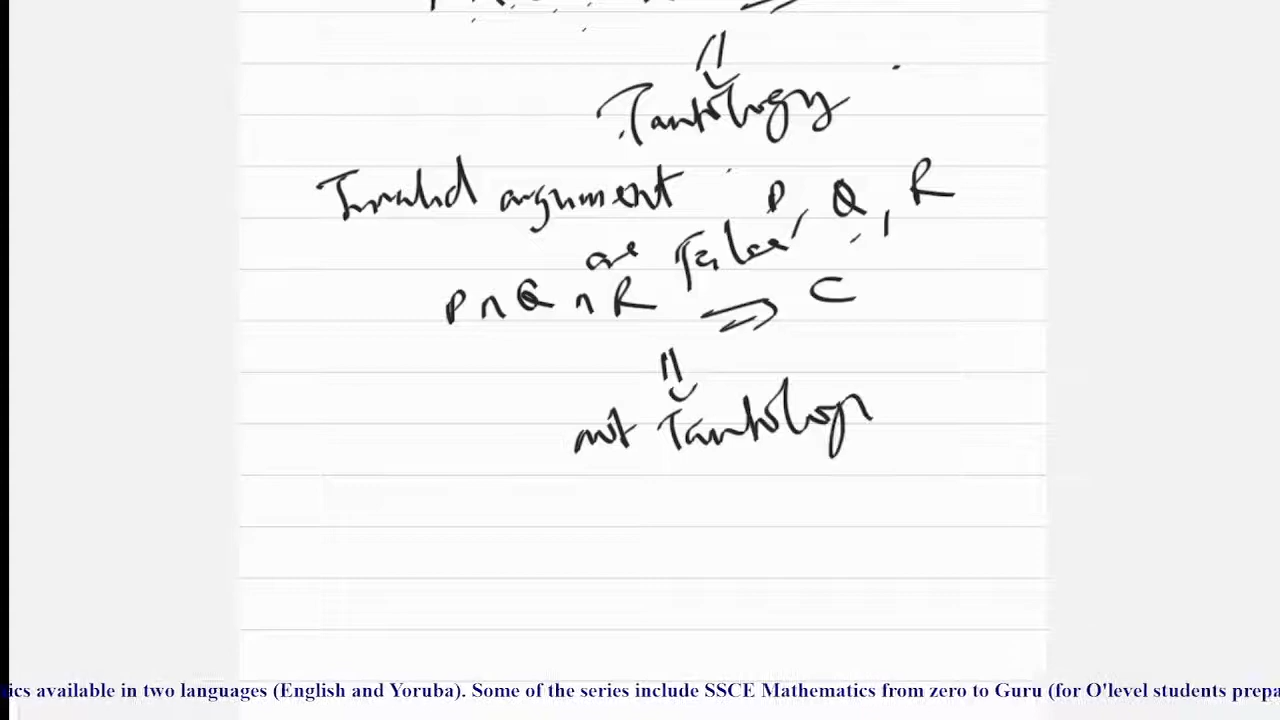 Tautology
Invalid argument P, Q, R
are False
P ∩ Q ∩ R ⇒ C
not Tautology
ics available in two languages (English and Yoruba). Some of the series include SSCE Mathematics from zero to Guru (for O'level students prepa